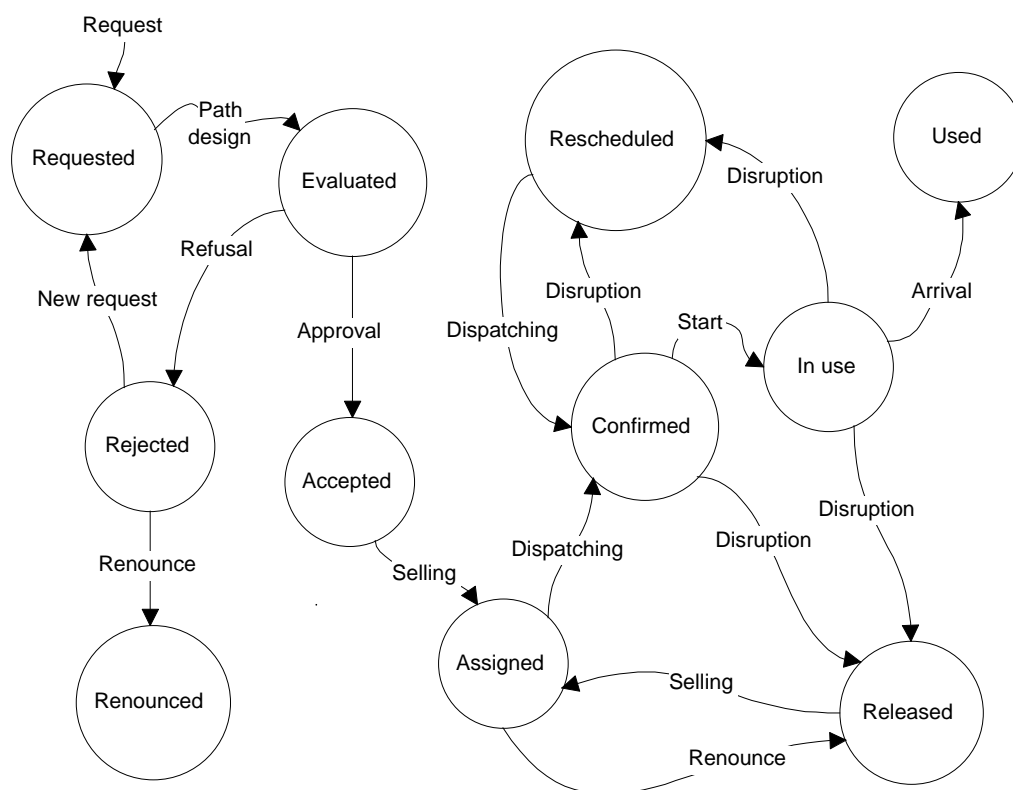 Request
Path
design
Requested
Evaluated
Rescheduled
Used
Disruption
Refusal
New request
Disruption
Arrival
Approval
Dispatching
Start
In use
Confirmed
Rejected
Accepted
Disruption
Disruption
Dispatching
Renounce
Selling
Assigned
Selling
Renounced
Released
Renounce